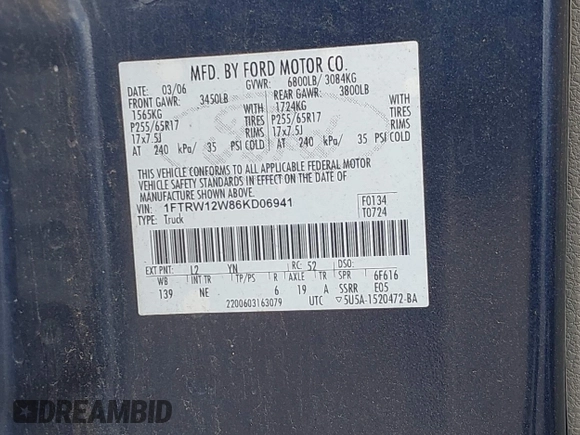 MFD. BY FORD MOTOR CO.
DATE: 03/06 GVWR: 6800LB/ 3084KG
FRONT GAWR: 3450LB REAR GAWR: 3800LB
1565KG WITH 1724KG WITH
P255/65R17 TIRES P255/65R17 TIRES
17x7.5J RIMS 17x7.5J RIMS
AT 240 kPa/ 35 PSI COLD AT 240 kPa/ 35 PSI COLD
THIS VEHICLE CONFORMS TO ALL APPLICABLE FEDERAL MOTOR
VEHICLE SAFETY STANDARDS IN EFFECT ON THE DATE OF
MANUFACTURE SHOWN ABOVE.
VIN: 1FTRW12W86KD06941 F0134
TYPE: Truck T0724
EXT PNT: L2 YN RC: 52 DSO:
WB INT TR TP/PS R AXLE TR SPR 6F616
139 NE 6 19 A SSRR E05
2200603163079 UTC ▽5U5A-1520472-BA
DREAMBID